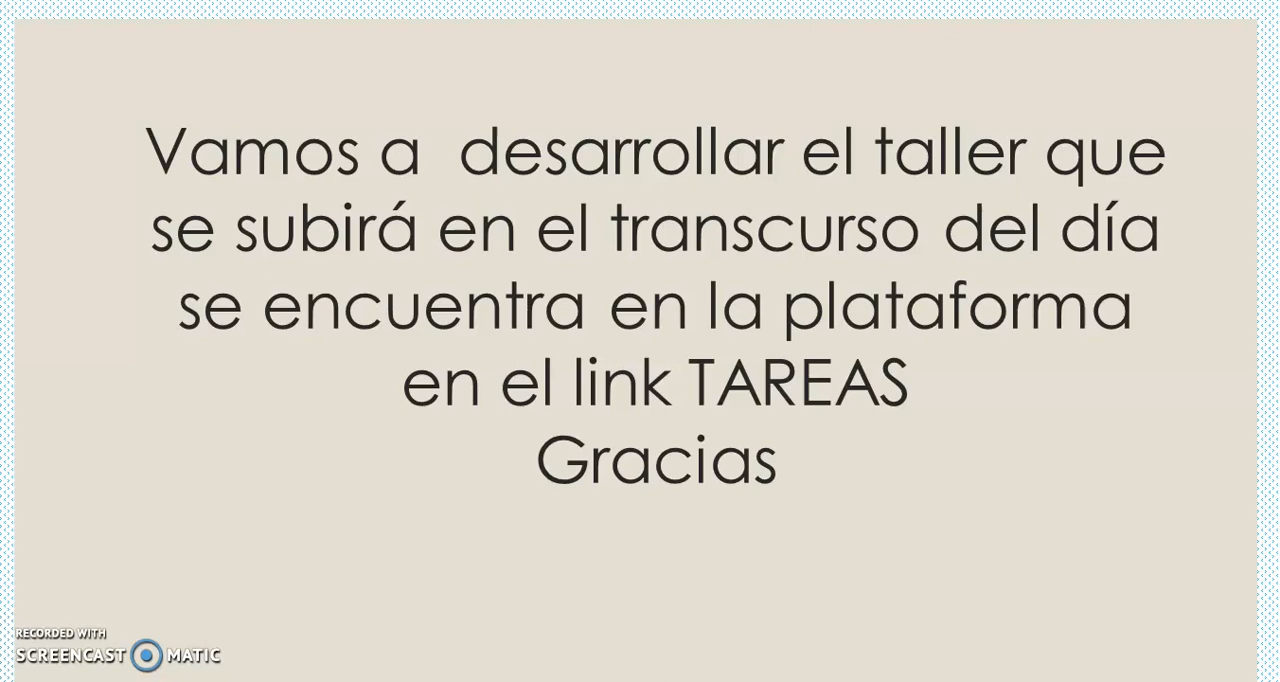 Vamos a desarrollar el taller que
se subirá en el transcurso del día
se encuentra en la plataforma
en el link TAREAS
Gracias
RECORDED WITH
SCREENCAST MATIC